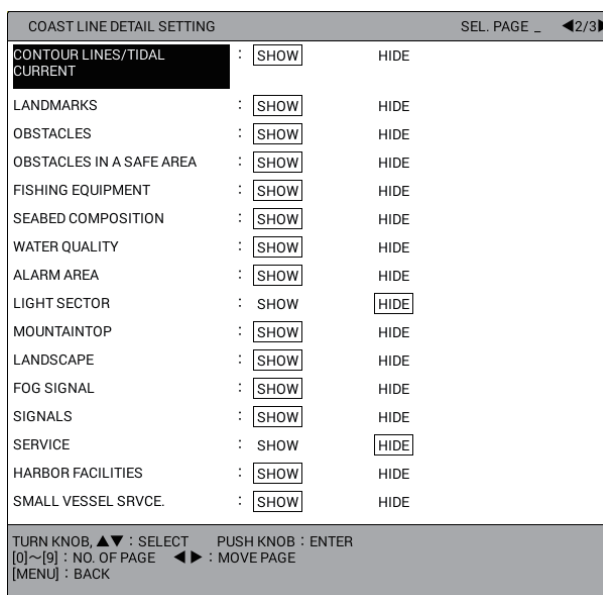 COAST LINE DETAIL SETTING SEL. PAGE _ ◀2/3▶
CONTOUR LINES/TIDAL : SHOW HIDE
CURRENT
LANDMARKS : SHOW HIDE
OBSTACLES : SHOW HIDE
OBSTACLES IN A SAFE AREA : SHOW HIDE
FISHING EQUIPMENT : SHOW HIDE
SEABED COMPOSITION : SHOW HIDE
WATER QUALITY : SHOW HIDE
ALARM AREA : SHOW HIDE
LIGHT SECTOR : SHOW HIDE
MOUNTAINTOP : SHOW HIDE
LANDSCAPE : SHOW HIDE
FOG SIGNAL : SHOW HIDE
SIGNALS : SHOW HIDE
SERVICE : SHOW HIDE
HARBOR FACILITIES : SHOW HIDE
SMALL VESSEL SRVCE. : SHOW HIDE
TURN KNOB, ▲▼ : SELECT PUSH KNOB : ENTER
[0]～[9] : NO. OF PAGE ◀ ▶ : MOVE PAGE
[MENU] : BACK